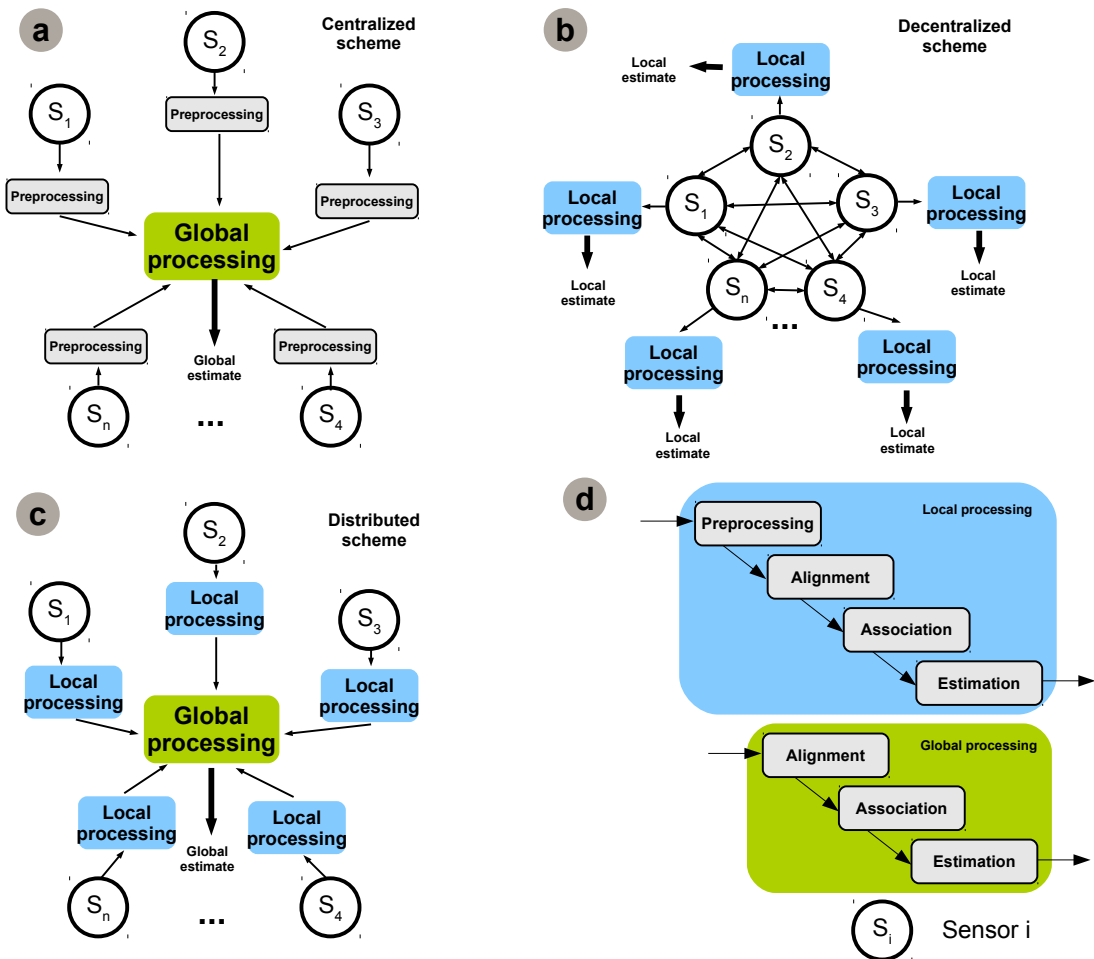 a
Centralized
scheme
S2
S1
S3
Preprocessing
Preprocessing
Preprocessing
Global
processing
Preprocessing
Preprocessing
Global
estimate
Sn
...
S4
b
Decentralized
scheme
Local
estimate
Local
processing
S2
Local
processing
S1
S3
Local
processing
Local
estimate
Sn
S4
Local
estimate
...
Local
processing
Local
processing
Local
estimate
Local
estimate
c
Distributed
scheme
S2
S1
S3
Local
processing
Local
processing
Local
processing
Global
processing
Local
processing
Local
processing
Global
estimate
Sn
...
S4
d
Local processing
Preprocessing
Alignment
Association
Estimation
Global processing
Alignment
Association
Estimation
Si
Sensor i